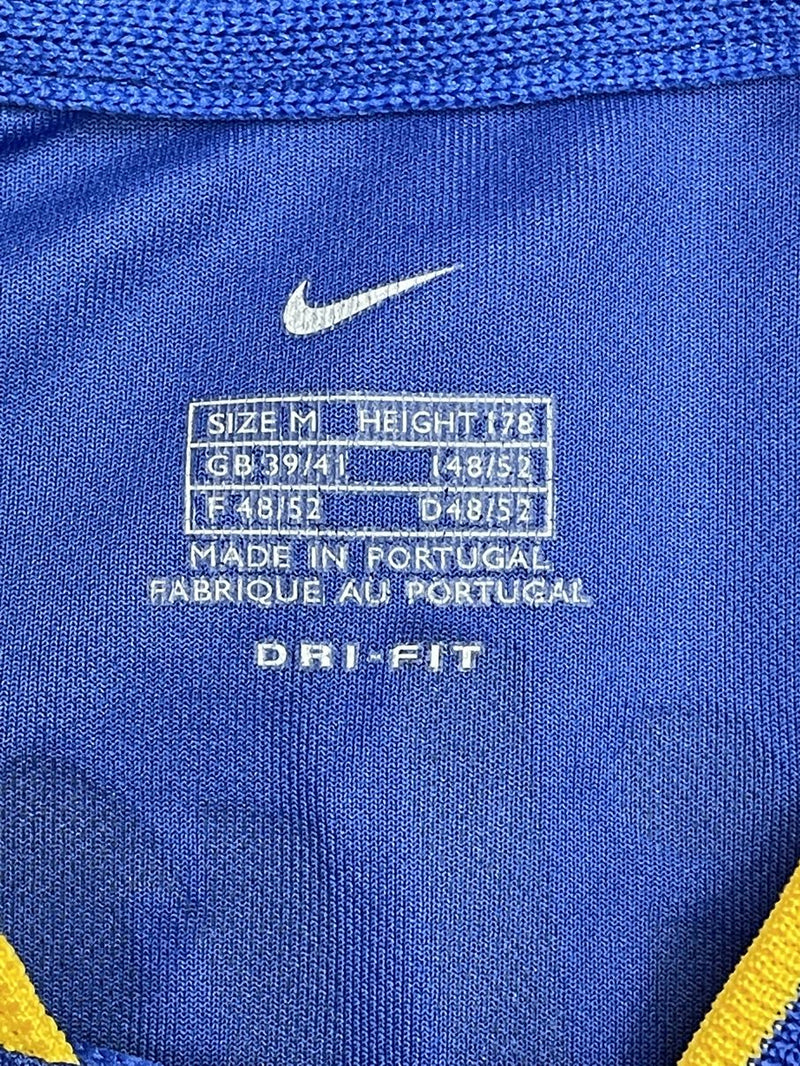 SIZE M HEIGHT 178
GB 39/41 I 48/52
F 48/52 D 48/52
MADE IN PORTUGAL
FABRIQUE AU PORTUGAL
DRI-FIT